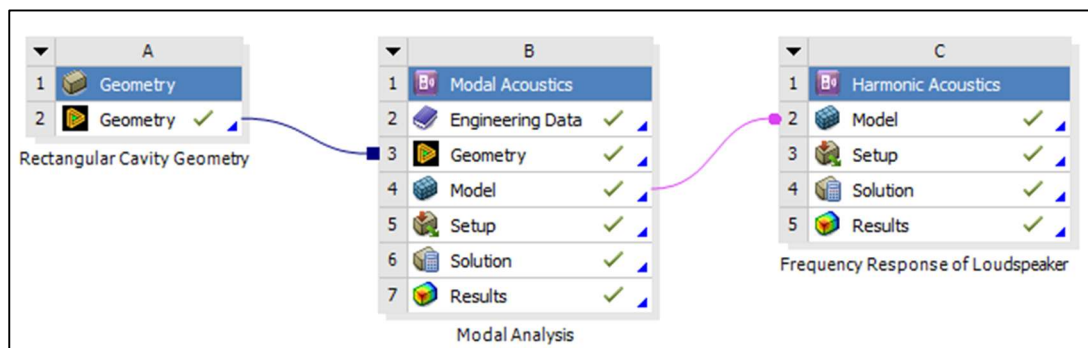 A
1 Geometry
2 Geometry
Rectangular Cavity Geometry
B
1 Modal Acoustics
2 Engineering Data
3 Geometry
4 Model
5 Setup
6 Solution
7 Results
Modal Analysis
C
1 Harmonic Acoustics
2 Model
3 Setup
4 Solution
5 Results
Frequency Response of Loudspeaker